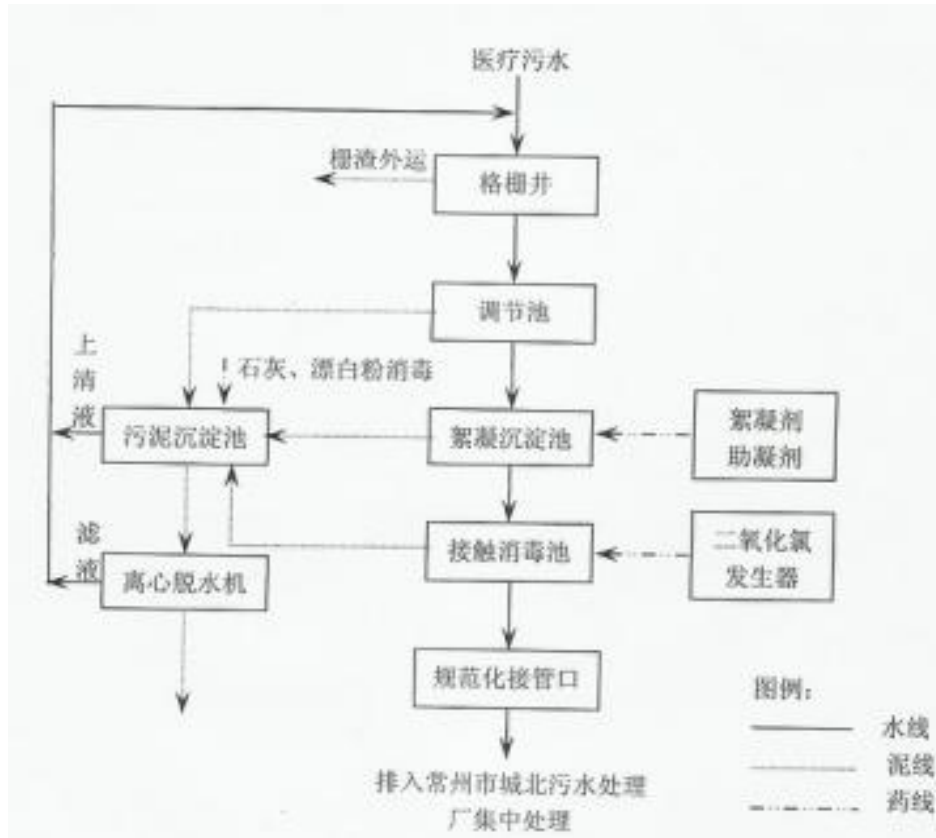 医疗污水
栅渣外运
格栅井
调节池
上
清
液
石灰、漂白粉消毒
污泥沉淀池
絮凝沉淀池
絮凝剂
助凝剂
滤
液
离心脱水机
接触消毒池
二氧化氯
发生器
规范化接管口
图例：
水线
泥线
药线
排入常州市城北污水处理
厂集中处理